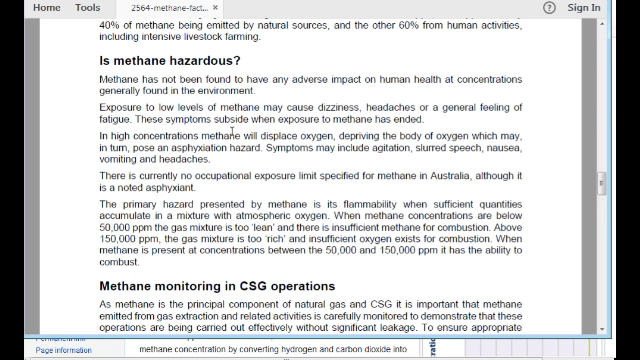 Home Tools 2564-methane-fact... × ? Sign In
40% of methane being emitted by natural sources, and the other 60% from human activities,
including intensive livestock farming.
Is methane hazardous?
Methane has not been found to have any adverse impact on human health at concentrations
generally found in the environment.
Exposure to low levels of methane may cause dizziness, headaches or a general feeling of
fatigue. These symptoms subside when exposure to methane has ended.
In high concentrations methane will displace oxygen, depriving the body of oxygen which may,
in turn, pose an asphyxiation hazard. Symptoms may include agitation, slurred speech, nausea,
vomiting and headaches.
There is currently no occupational exposure limit specified for methane in Australia, although it
is a noted asphyxiant.
The primary hazard presented by methane is its flammability when sufficient quantities
accumulate in a mixture with atmospheric oxygen. When methane concentrations are below
50,000 ppm the gas mixture is too 'lean' and there is insufficient methane for combustion. Above
150,000 ppm, the gas mixture is too 'rich' and insufficient oxygen exists for combustion. When
methane is present at concentrations between the 50,000 and 150,000 ppm it has the ability to
combust.
Methane monitoring in CSG operations
As methane is the principal component of natural gas and CSG it is important that methane
emitted from gas extraction and related activities is carefully monitored to demonstrate that these
operations are being carried out effectively without significant leakage. To ensure appropriate
Page information
methane concentration by converting hydrogen and carbon dioxide into